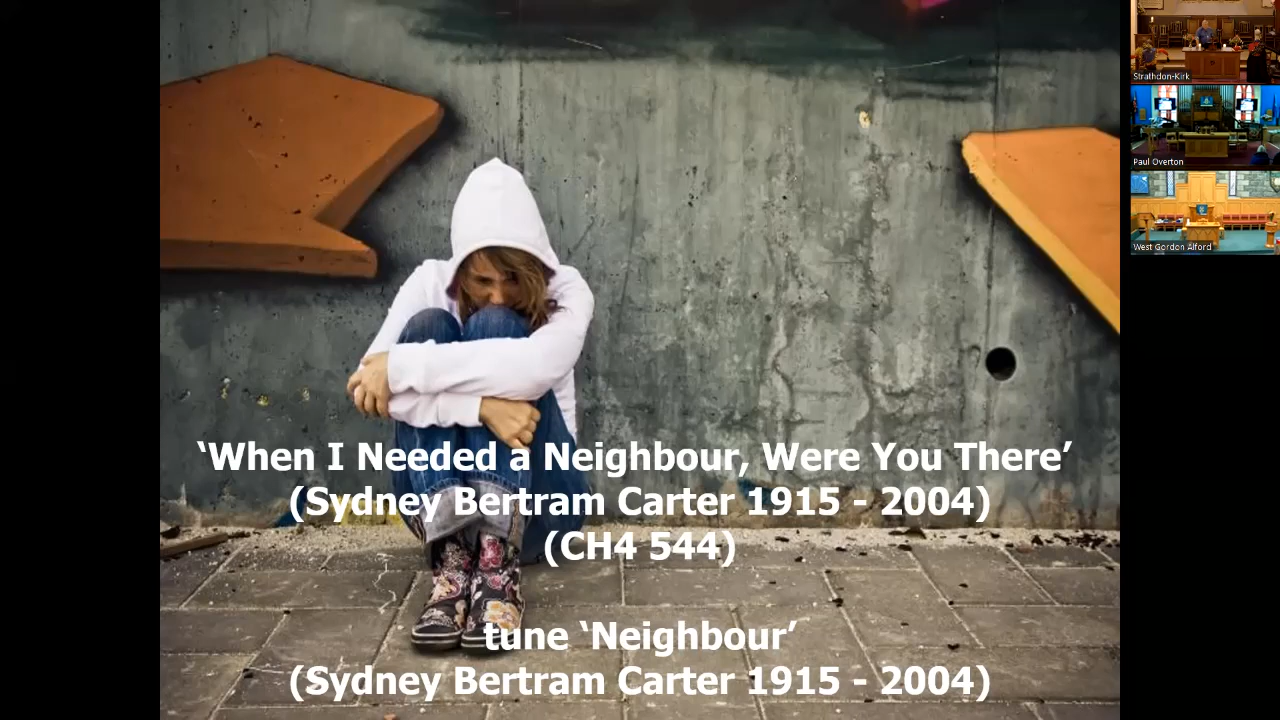 ‘When I Needed a Neighbour, Were You There’
(Sydney Bertram Carter 1915 - 2004)
(CH4 544)
tune ‘Neighbour’
(Sydney Bertram Carter 1915 - 2004)
Strathdon-Kirk
Paul Overton
West Gordon Alford